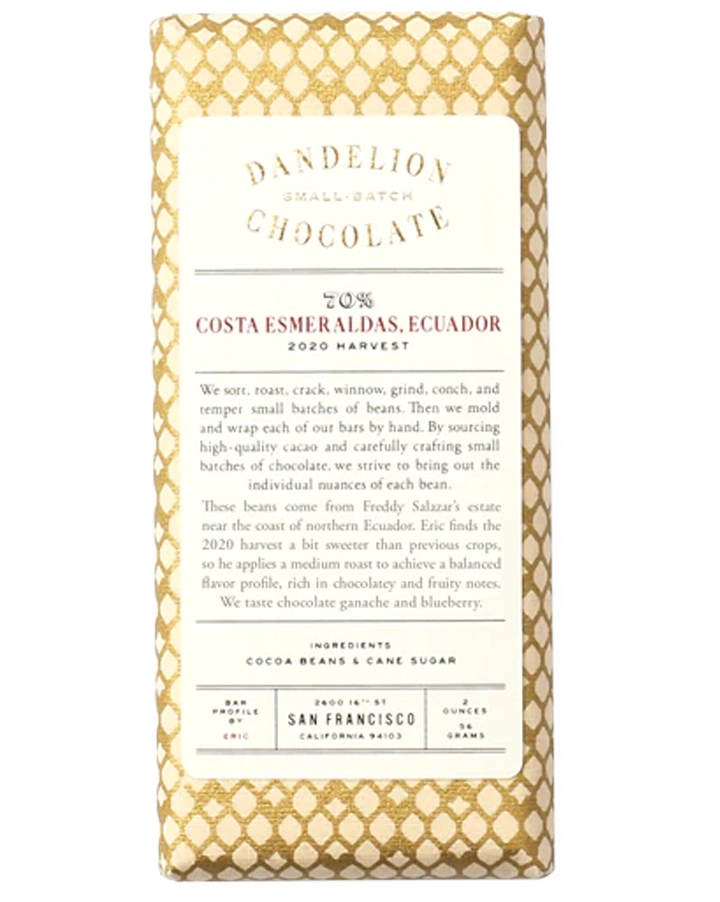 DANDELION
SMALL-BATCH
CHOCOLATE
70%
COSTA ESMERALDAS, ECUADOR
2020 HARVEST
We sort, roast, crack, winnow, grind, conch, and
temper small batches of beans. Then we mold
and wrap each of our bars by hand. By sourcing
high-quality cacao and carefully crafting small
batches of chocolate, we strive to bring out the
individual nuances of each bean.
These beans come from Freddy Salazar's estate
near the coast of northern Ecuador. Eric finds the
2020 harvest a bit sweeter than previous crops,
so he applies a medium roast to achieve a balanced
flavor profile, rich in chocolatey and fruity notes.
We taste chocolate ganache and blueberry.
INGREDIENTS
COCOA BEANS & CANE SUGAR
BAR
PROFILE
BY
ERIC
2600 16TH ST
SAN FRANCISCO
CALIFORNIA 94103
2
OUNCES
56
GRAMS